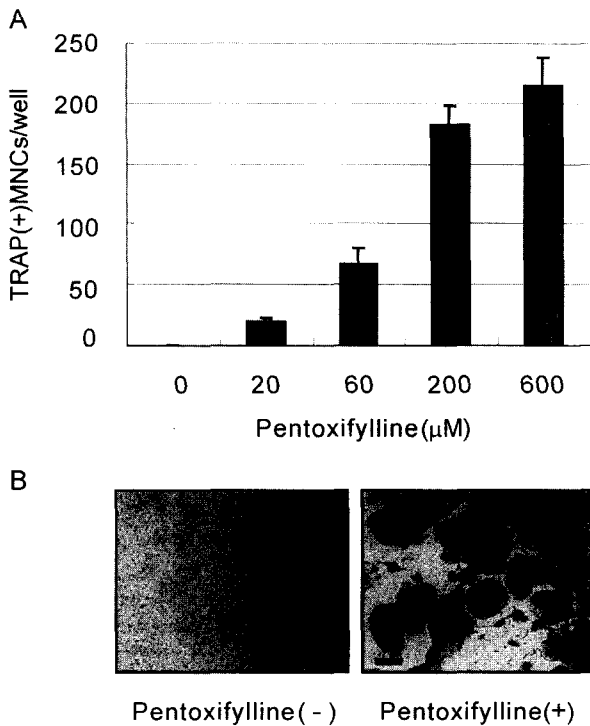 A
250
200
150
100
50
0
TRAP(+)MNCs/well
0 20 60 200 600
Pentoxifylline(μM)
B
Pentoxifylline(-) Pentoxifylline(+)